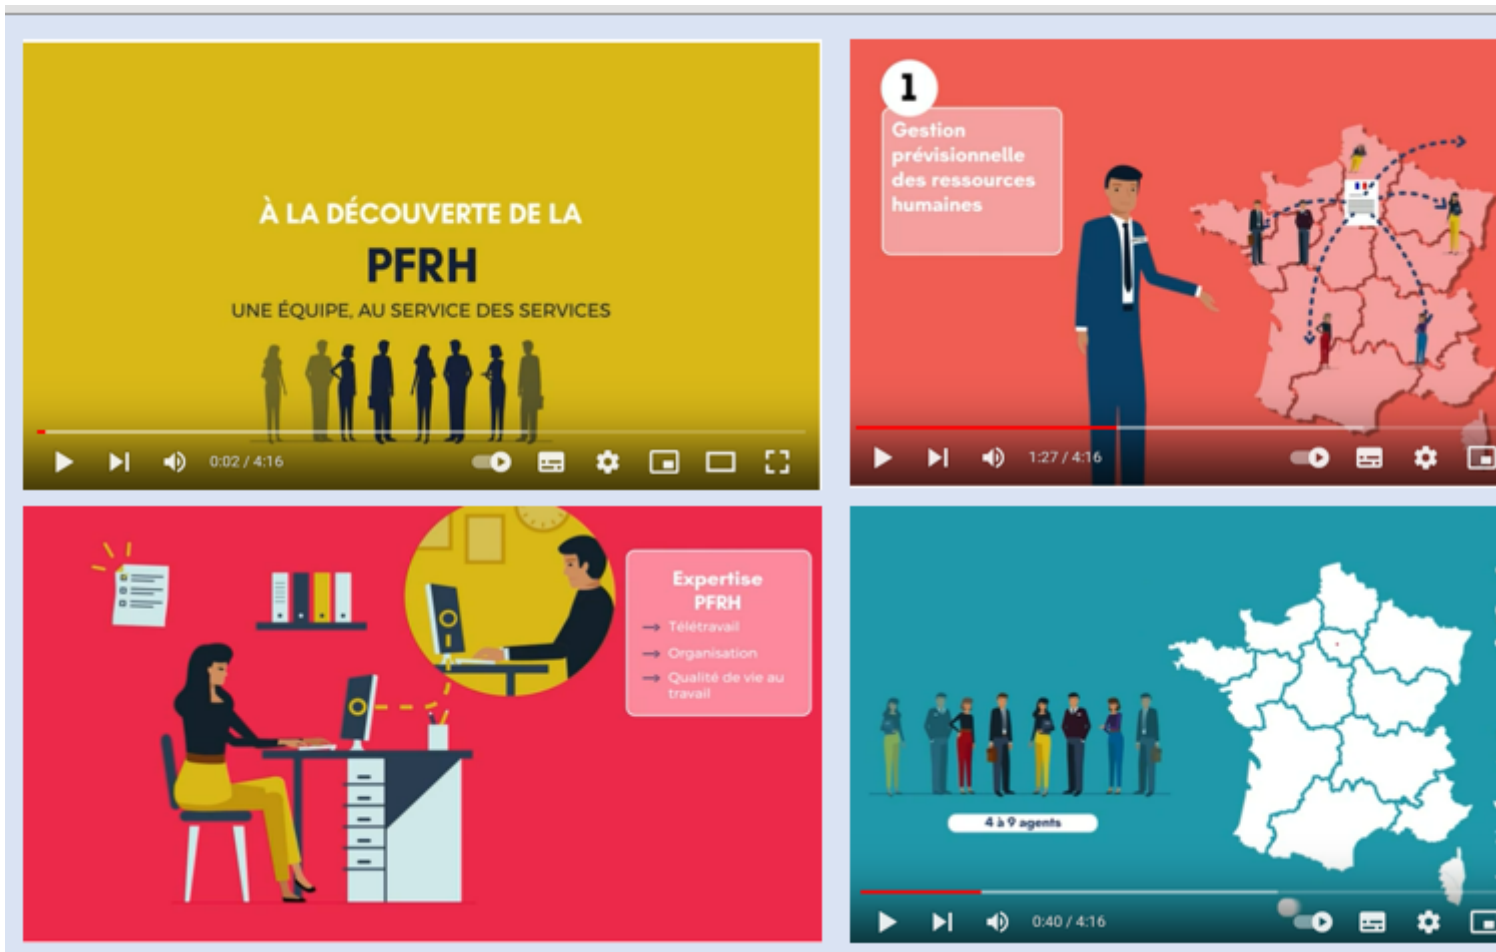 À LA DÉCOUVERTE DE LA
PFRH
UNE ÉQUIPE, AU SERVICE DES SERVICES
0:02 / 4:16
1
Gestion
prévisionnelle
des ressources
humaines
1:27 / 4:16
Expertise
PFRH
→ Télétravail
→ Organisation
→ Qualité de vie au
travail
4 à 9 agents
0:40 / 4:16